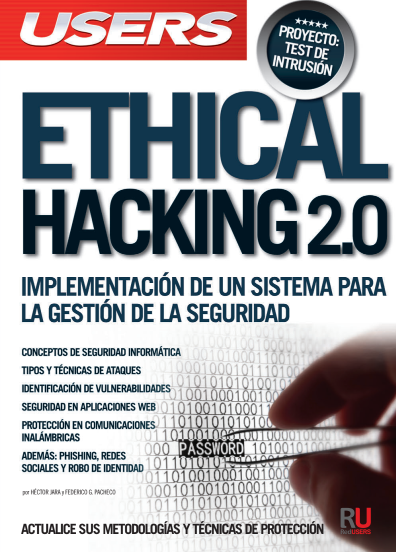 USERS
★★★★★
PROYECTO:
TEST DE
INTRUSIÓN
ETHICAL
HACKING 2.0
IMPLEMENTACIÓN DE UN SISTEMA PARA
LA GESTIÓN DE LA SEGURIDAD
CONCEPTOS DE SEGURIDAD INFORMÁTICA
TIPOS Y TÉCNICAS DE ATAQUES
IDENTIFICACIÓN DE VULNERABILIDADES
SEGURIDAD EN APLICACIONES WEB
PROTECCIÓN EN COMUNICACIONES
INALÁMBRICAS
ADEMÁS: PHISHING, REDES
SOCIALES Y ROBO DE IDENTIDAD
PASSWORD
por HÉCTOR JARA y FEDERICO G. PACHECO
ACTUALICE SUS METODOLOGÍAS Y TÉCNICAS DE PROTECCIÓN
RU
RedUSERS